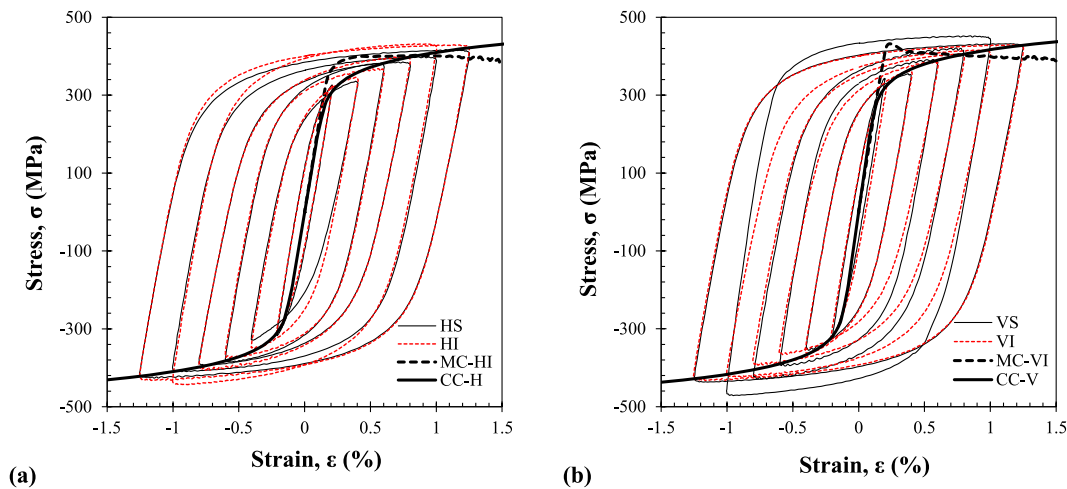 500
300
100
-100
-300
-500
-1.5
-1
-0.5
0
0.5
1
1.5
Stress, σ (MPa)
Strain, ε (%)
HS
HI
MC-HI
CC-H
(a)
500
300
100
-100
-300
-500
-1.5
-1
-0.5
0
0.5
1
1.5
Stress, σ (MPa)
Strain, ε (%)
VS
VI
MC-VI
CC-V
(b)